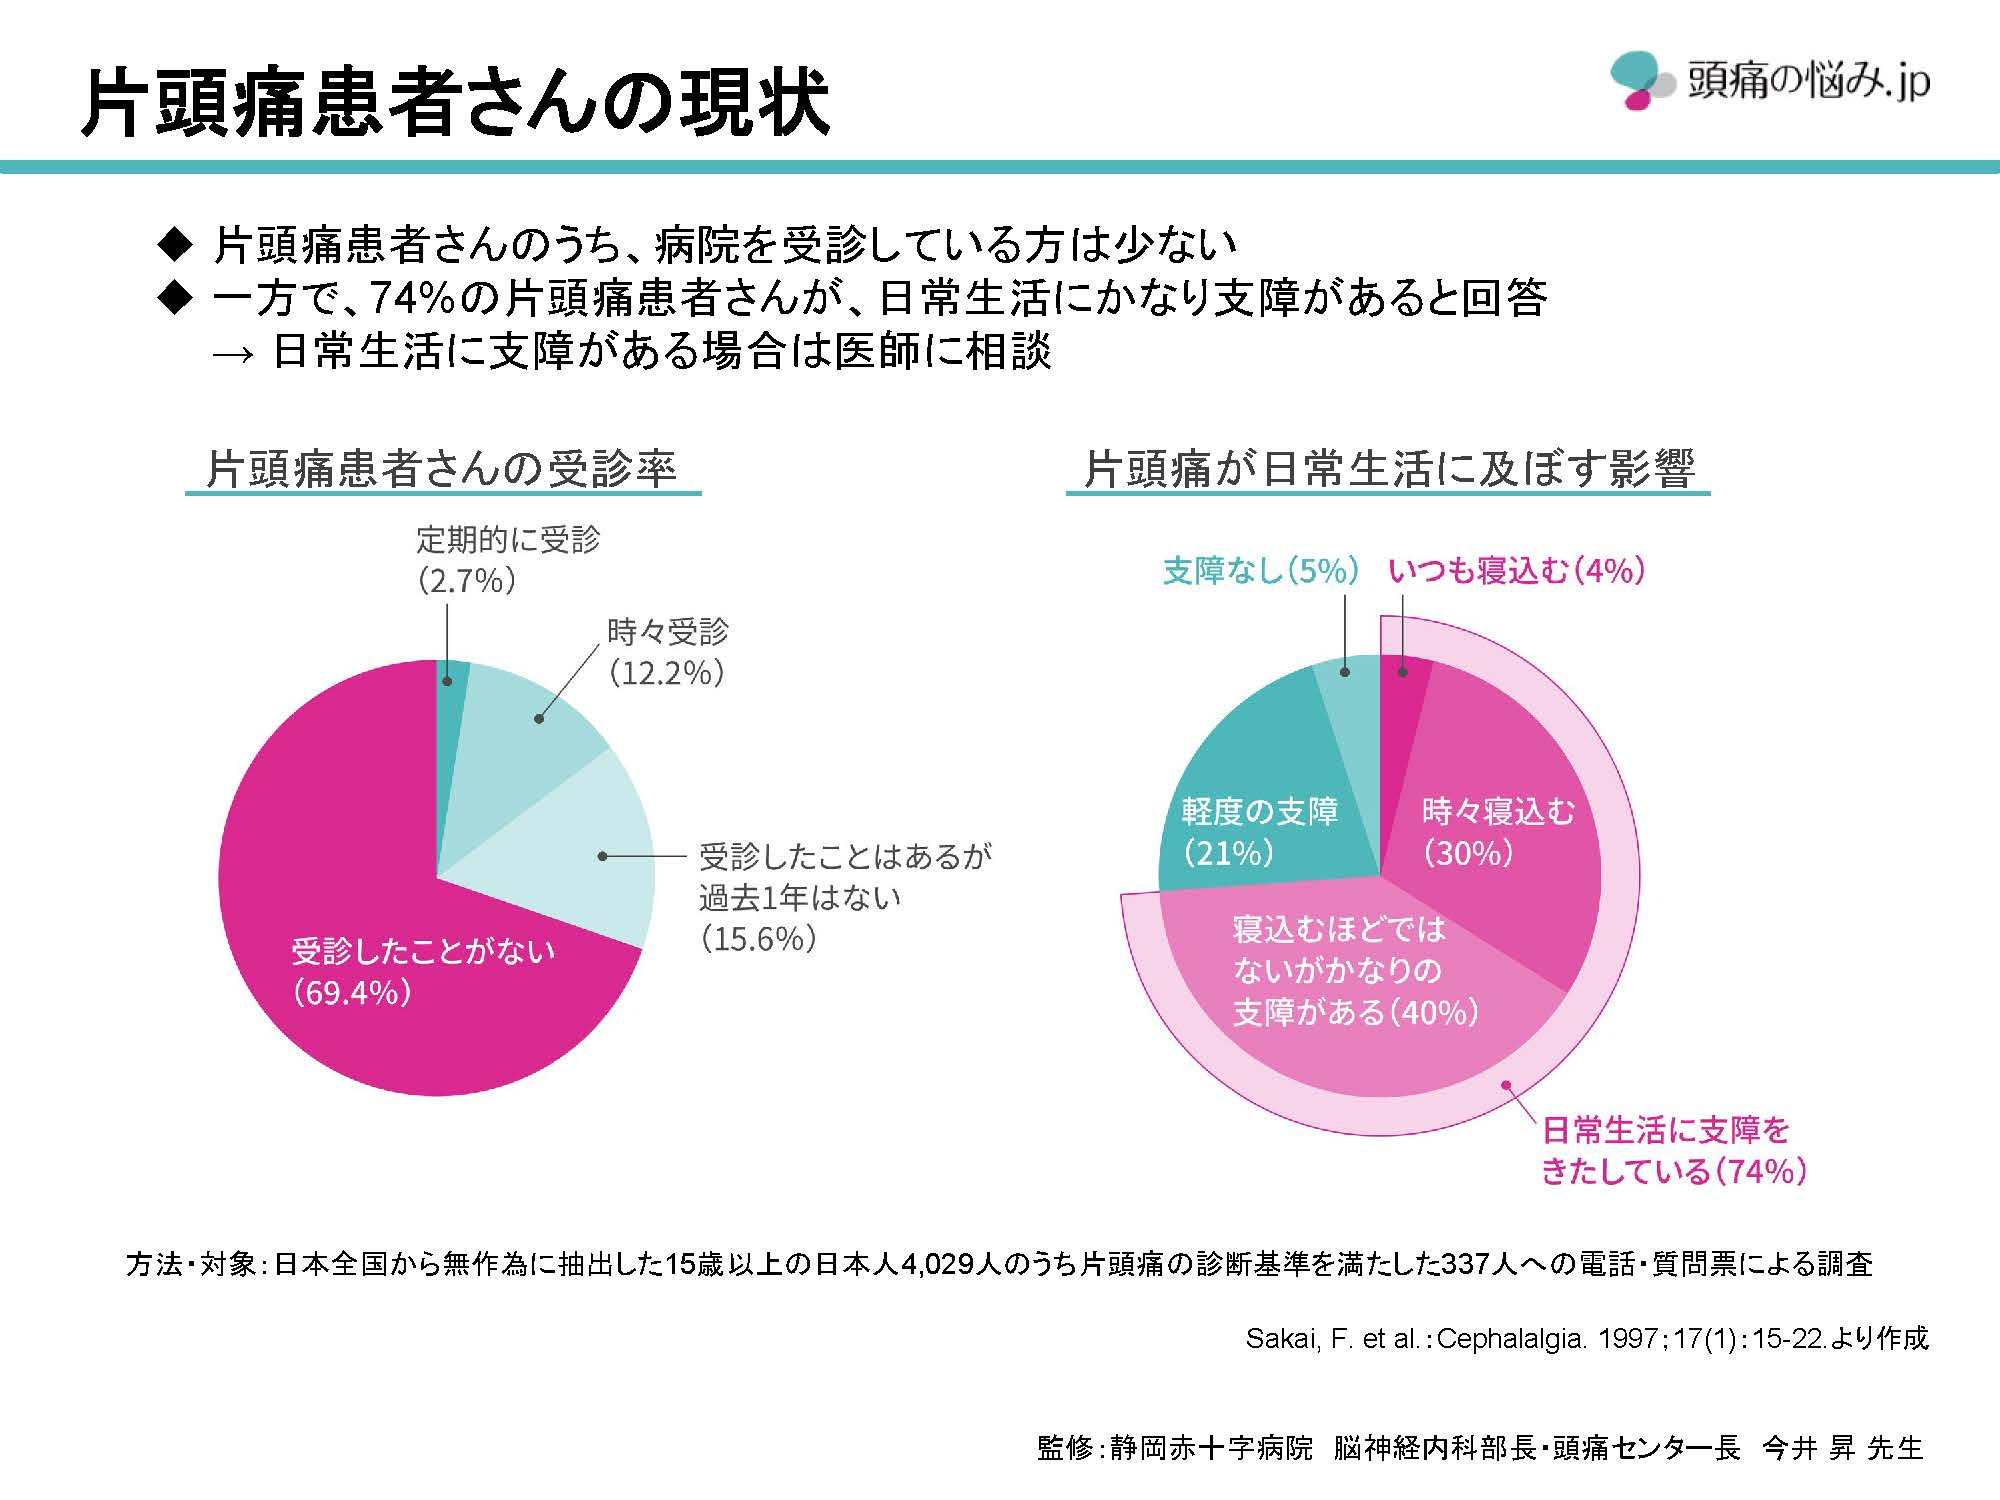 片頭痛患者さんの現状
頭痛の悩み.jp
◆ 片頭痛患者さんのうち、病院を受診している方は少ない
◆ 一方で、74%の片頭痛患者さんが、日常生活にかなり支障があると回答
→ 日常生活に支障がある場合は医師に相談
片頭痛患者さんの受診率
定期的に受診
(2.7%)
時々受診
(12.2%)
受診したことはあるが
過去1年はない
(15.6%)
受診したことがない
(69.4%)
片頭痛が日常生活に及ぼす影響
支障なし(5%)
いつも寝込む(4%)
軽度の支障
(21%)
時々寝込む
(30%)
寝込むほどでは
ないがかなりの
支障がある(40%)
日常生活に支障を
きたしている(74%)
方法・対象：日本全国から無作為に抽出した15歳以上の日本人4,029人のうち片頭痛の診断基準を満たした337人への電話・質問票による調査
Sakai, F. et al.：Cephalalgia. 1997；17(1)：15-22.より作成
監修：静岡赤十字病院　脳神経内科部長・頭痛センター長　今井 昇 先生